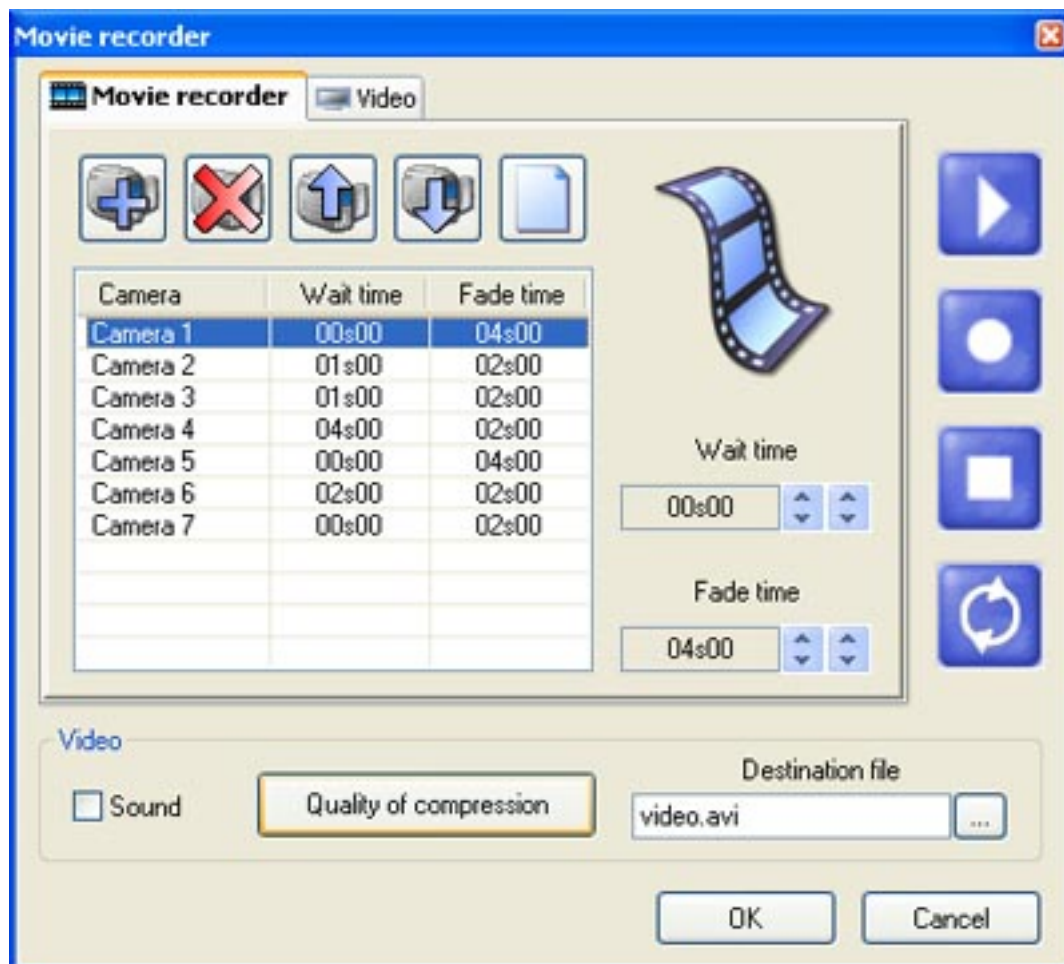 Movie recorder
Movie recorder Video
Camera Wait time Fade time
Camera 1 00s00 04s00
Camera 2 01s00 02s00
Camera 3 01s00 02s00
Camera 4 04s00 02s00
Camera 5 00s00 04s00
Camera 6 02s00 02s00
Camera 7 00s00 02s00
Wait time
00s00
Fade time
04s00
Video
Sound
Quality of compression
Destination file
video.avi
...
OK Cancel